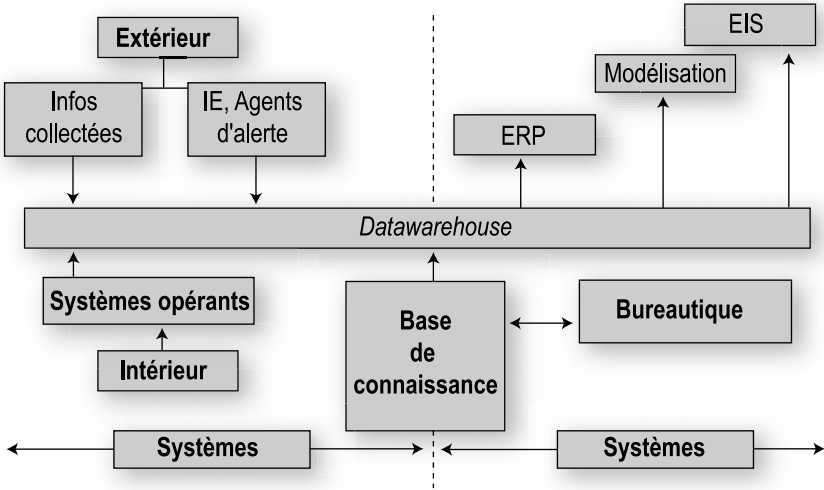 EIS
Extérieur
Modélisation
Infos
collectées
IE, Agents
d'alerte
ERP
Datawarehouse
Systèmes opérants
Base
de
connaissance
Bureautique
Intérieur
Systèmes
Systèmes